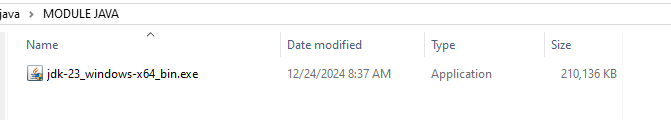 java > MODULE JAVA
Name Date modified Type Size
jdk-23_windows-x64_bin.exe 12/24/2024 8:37 AM Application 210,136 KB